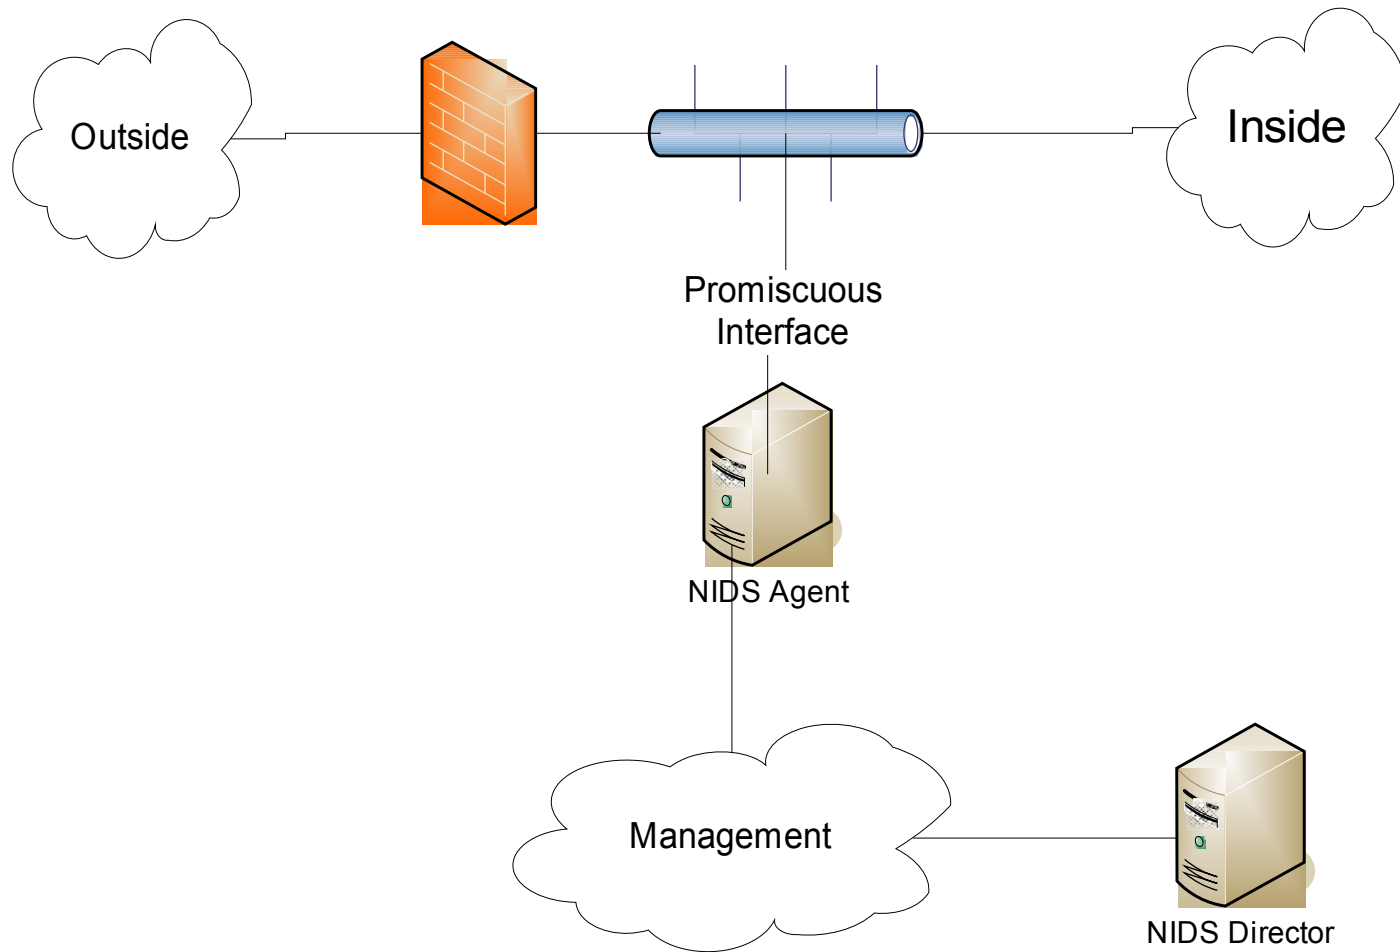 Outside
Inside
Promiscuous
Interface
NIDS Agent
Management
NIDS Director